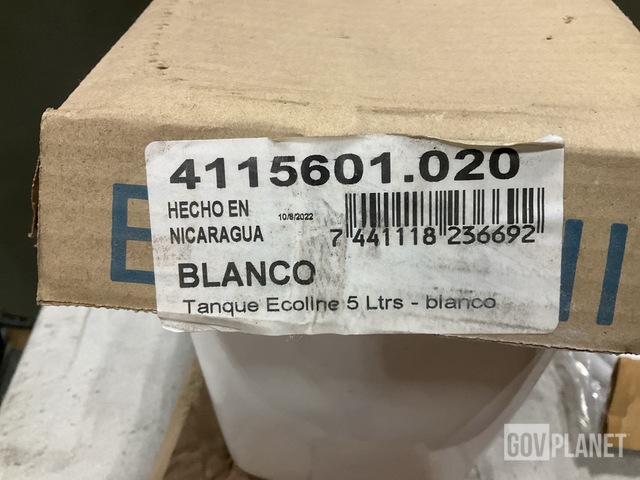 4115601.020
HECHO EN
NICARAGUA
10/8/2022
7 441118 236692
BLANCO
Tanque Ecoline 5 Ltrs - blanco
GOVPLANET